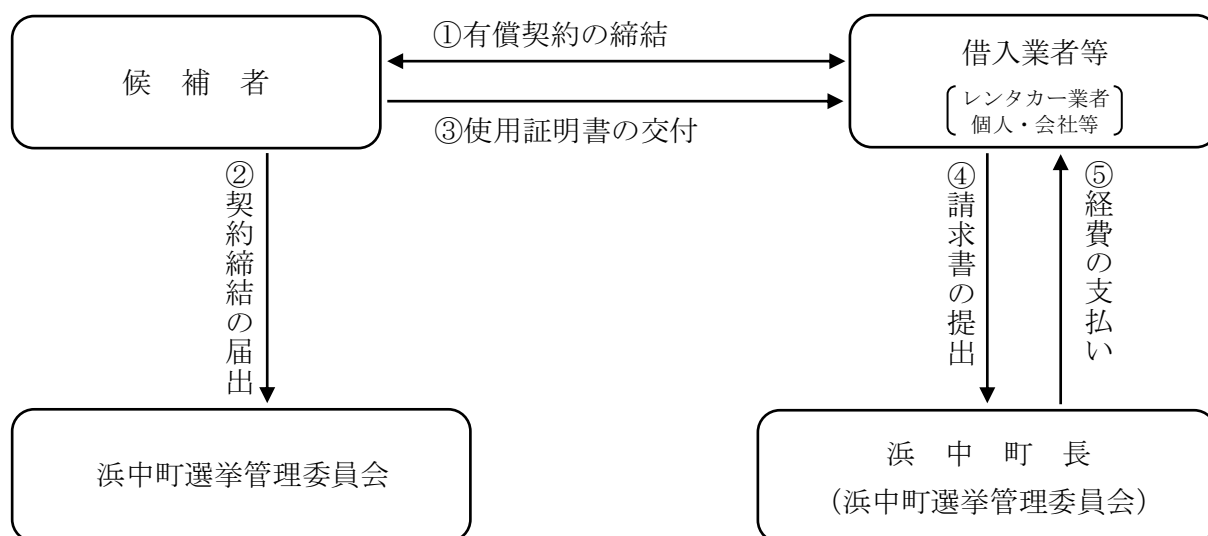 ①有償契約の締結
候 補 者
借入業者等
レンタカー業者
個人・会社等
③使用証明書の交付
②契約締結の届出
④請求書の提出
⑤経費の支払い
浜中町選挙管理委員会
浜 中 町 長
（浜中町選挙管理委員会）